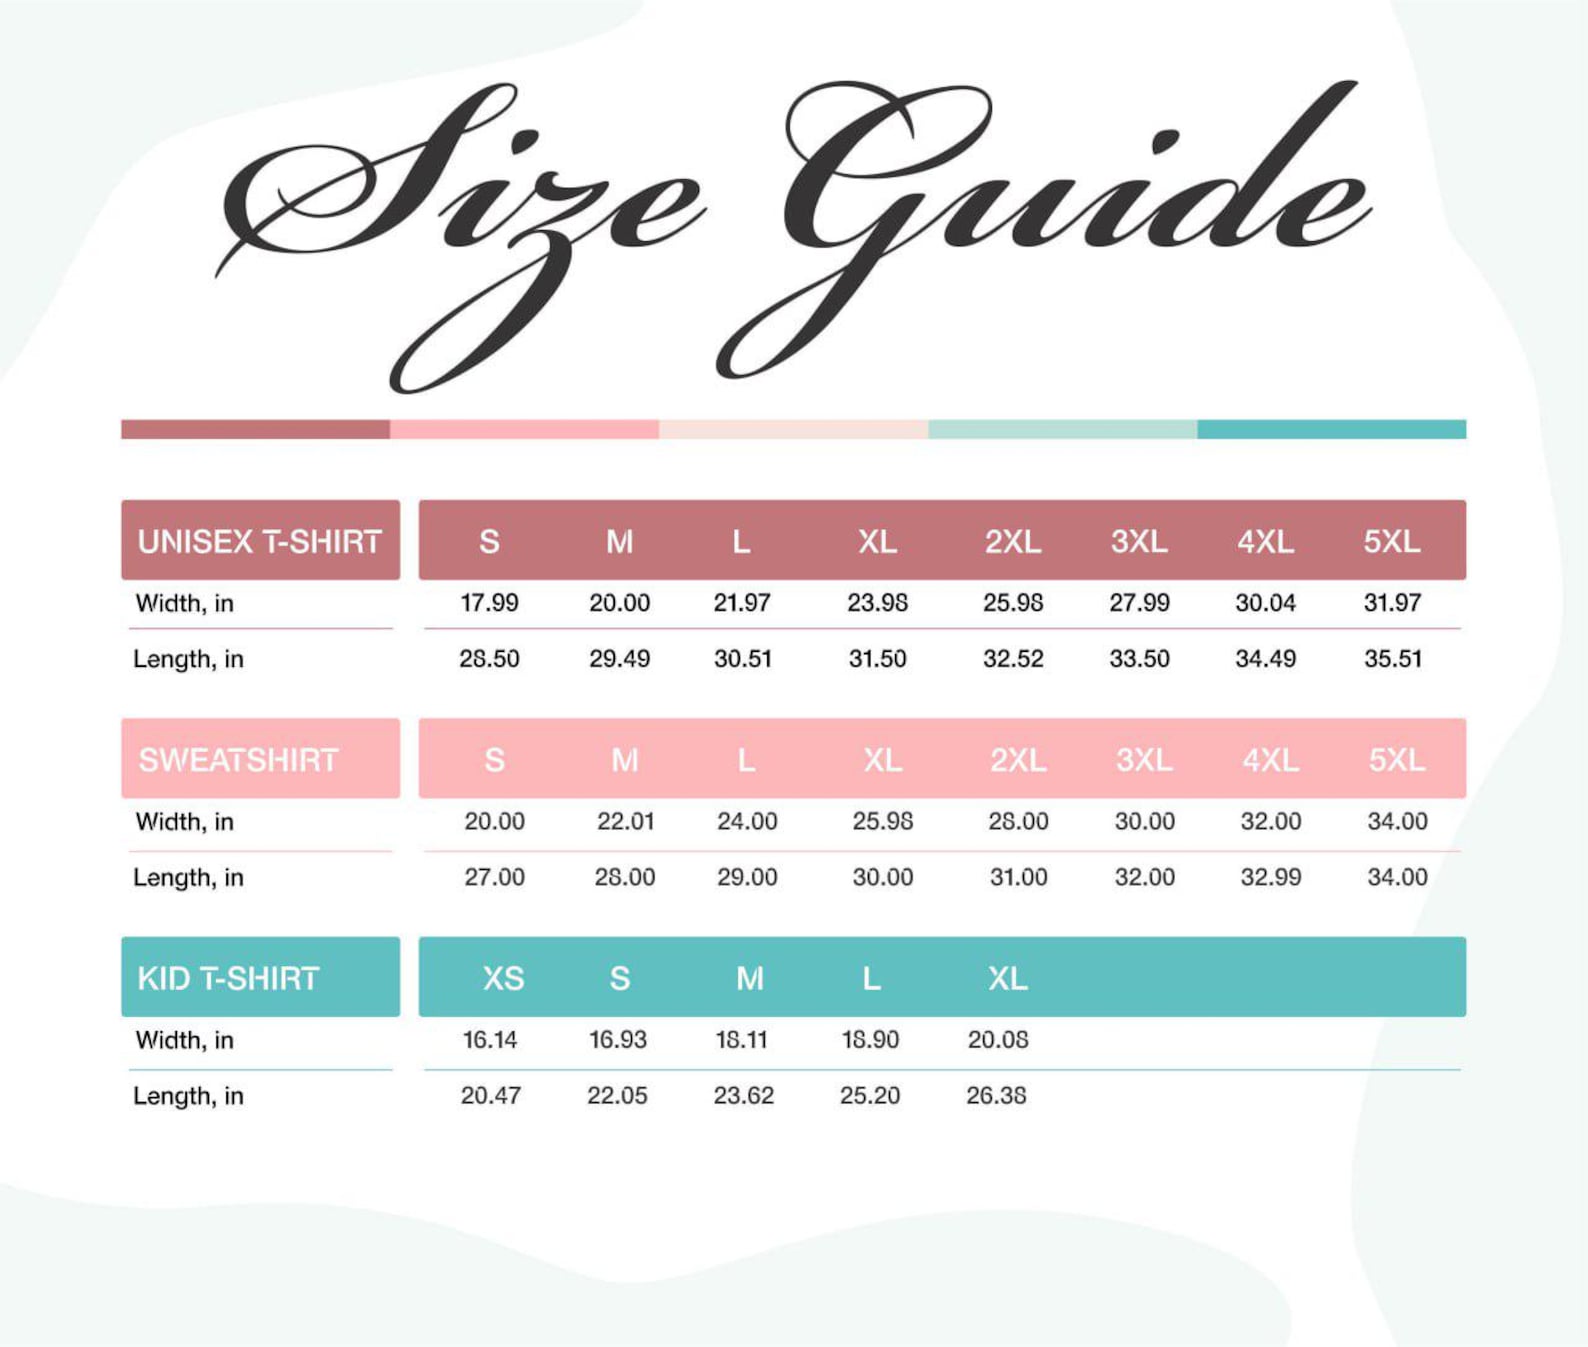 Size Guide
UNISEX T-SHIRT S M L XL 2XL 3XL 4XL 5XL
Width, in 17.99 20.00 21.97 23.98 25.98 27.99 30.04 31.97
Length, in 28.50 29.49 30.51 31.50 32.52 33.50 34.49 35.51
SWEATSHIRT S M L XL 2XL 3XL 4XL 5XL
Width, in 20.00 22.01 24.00 25.98 28.00 30.00 32.00 34.00
Length, in 27.00 28.00 29.00 30.00 31.00 32.00 32.99 34.00
KID T-SHIRT XS S M L XL
Width, in 16.14 16.93 18.11 18.90 20.08
Length, in 20.47 22.05 23.62 25.20 26.38